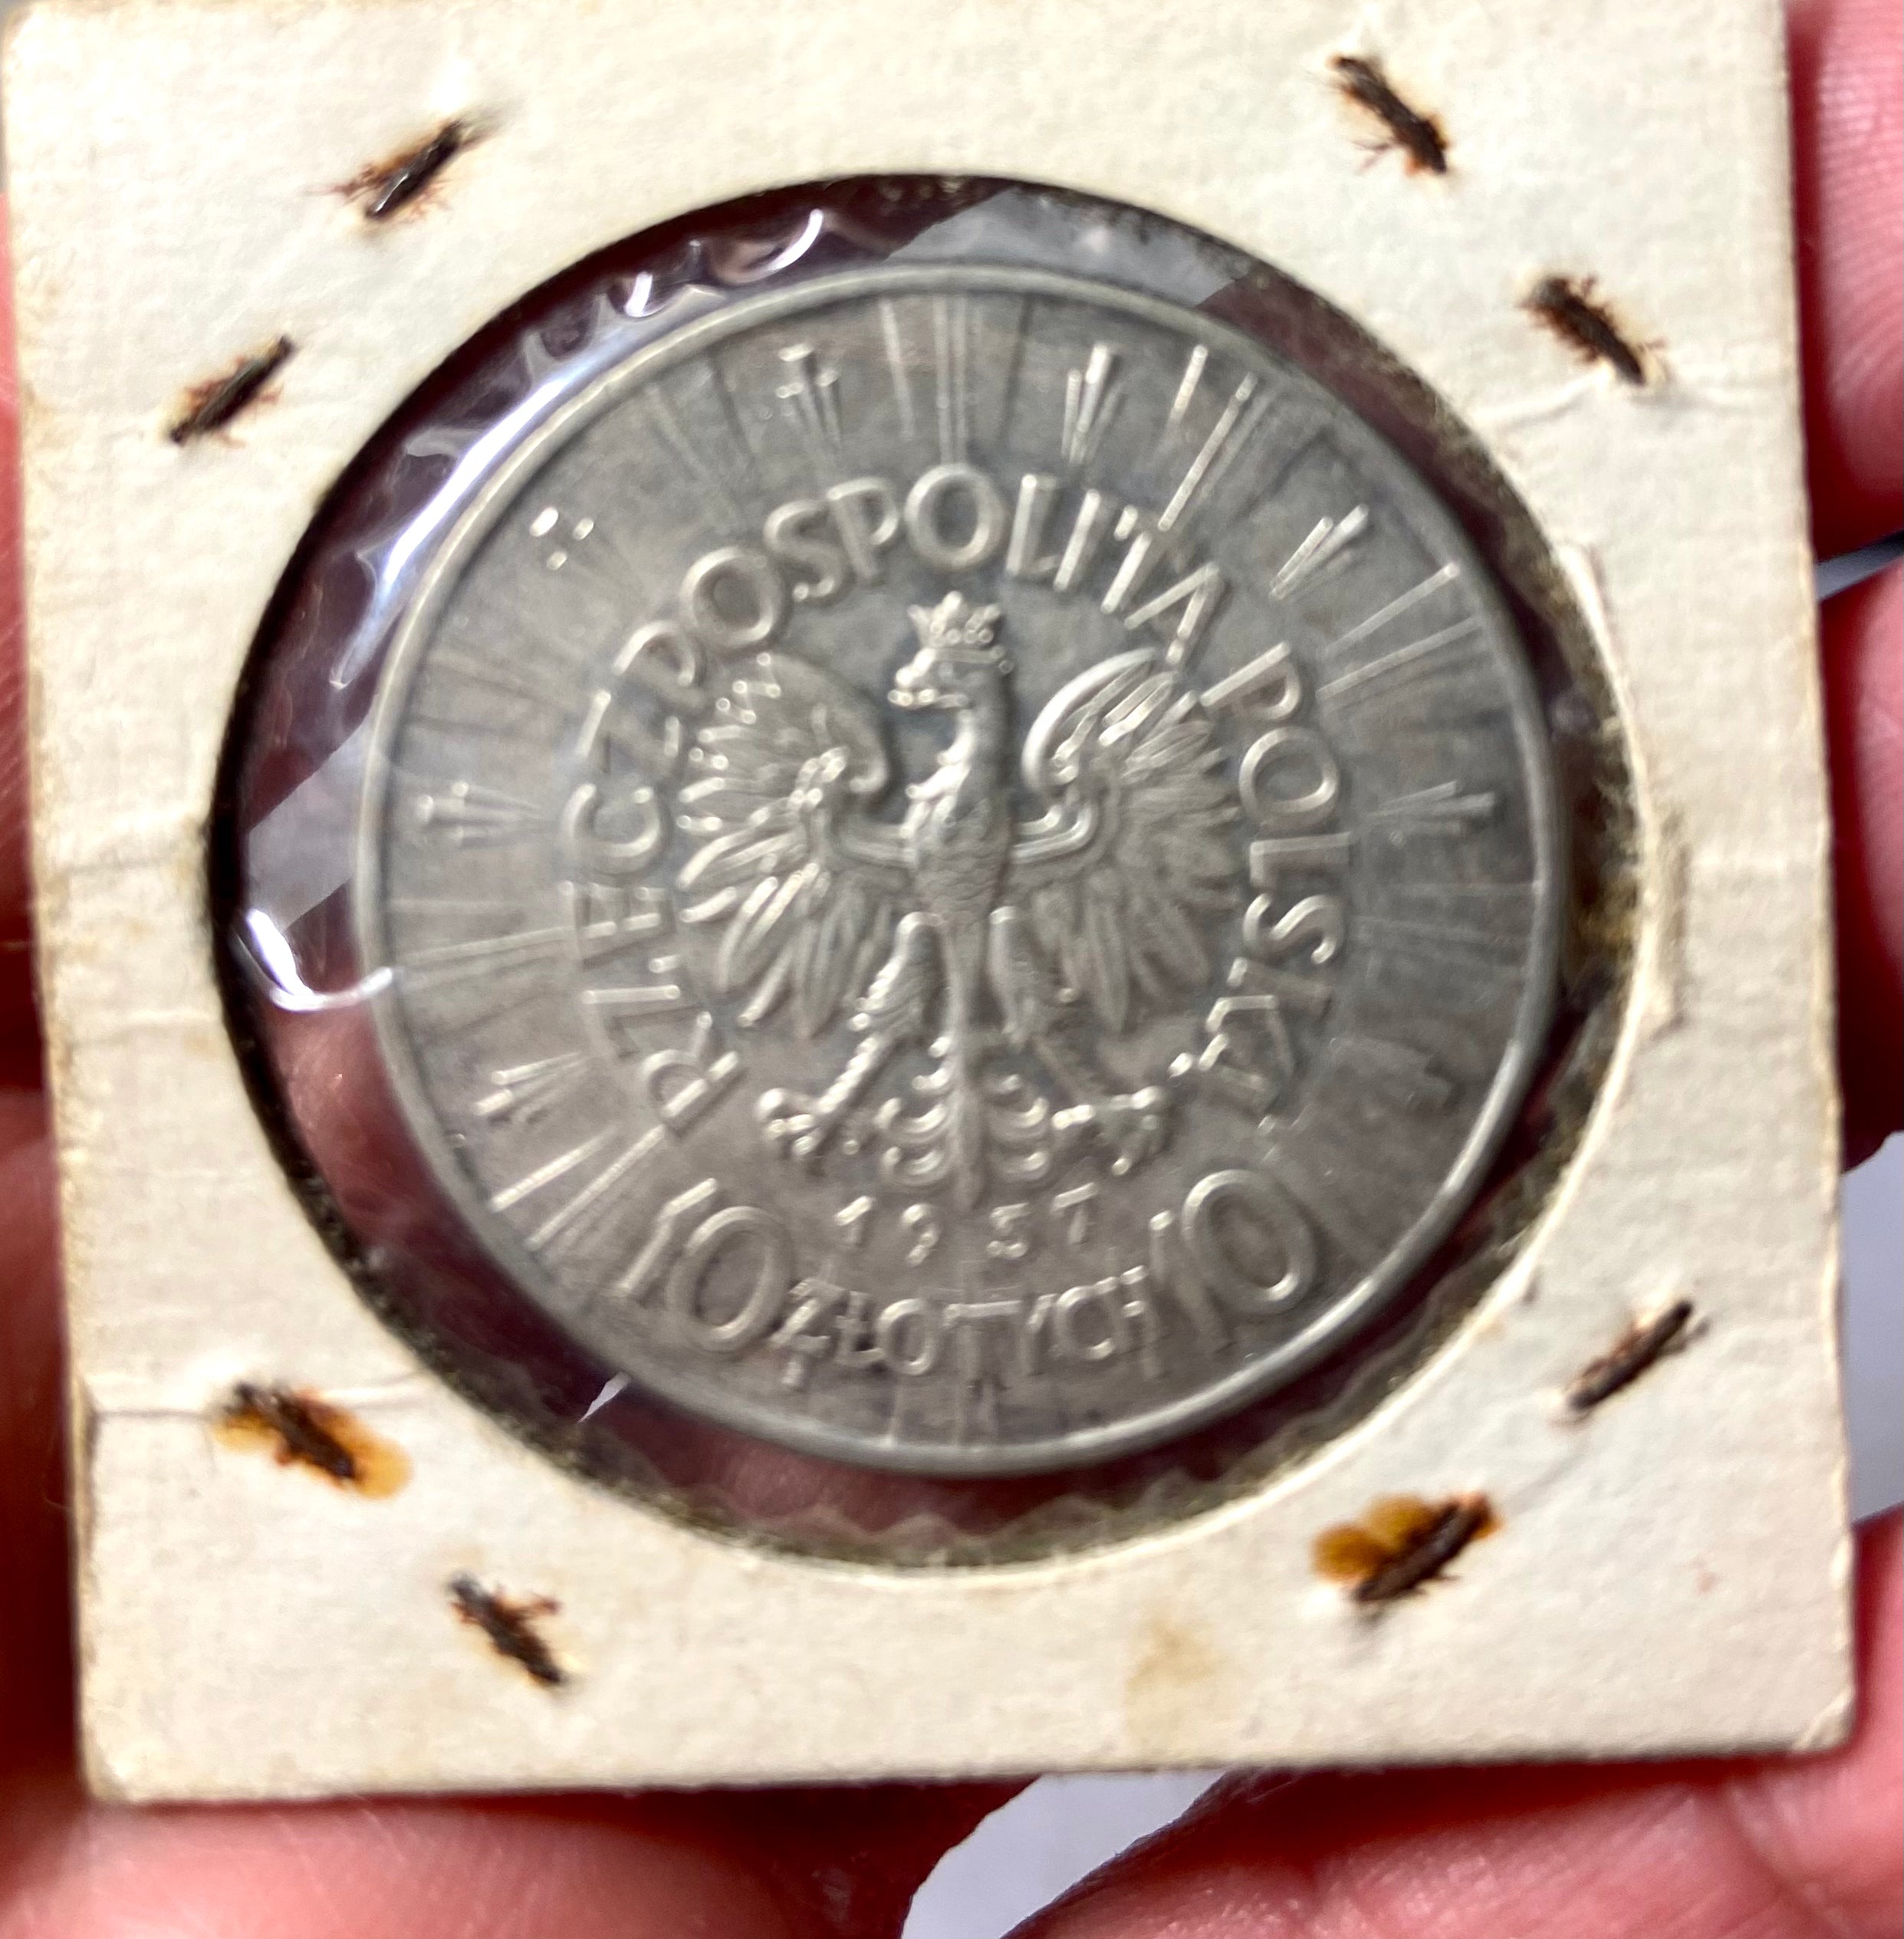 RZECZPOSPOLITA POLSKA
1937
10 ZŁOTYCH 10